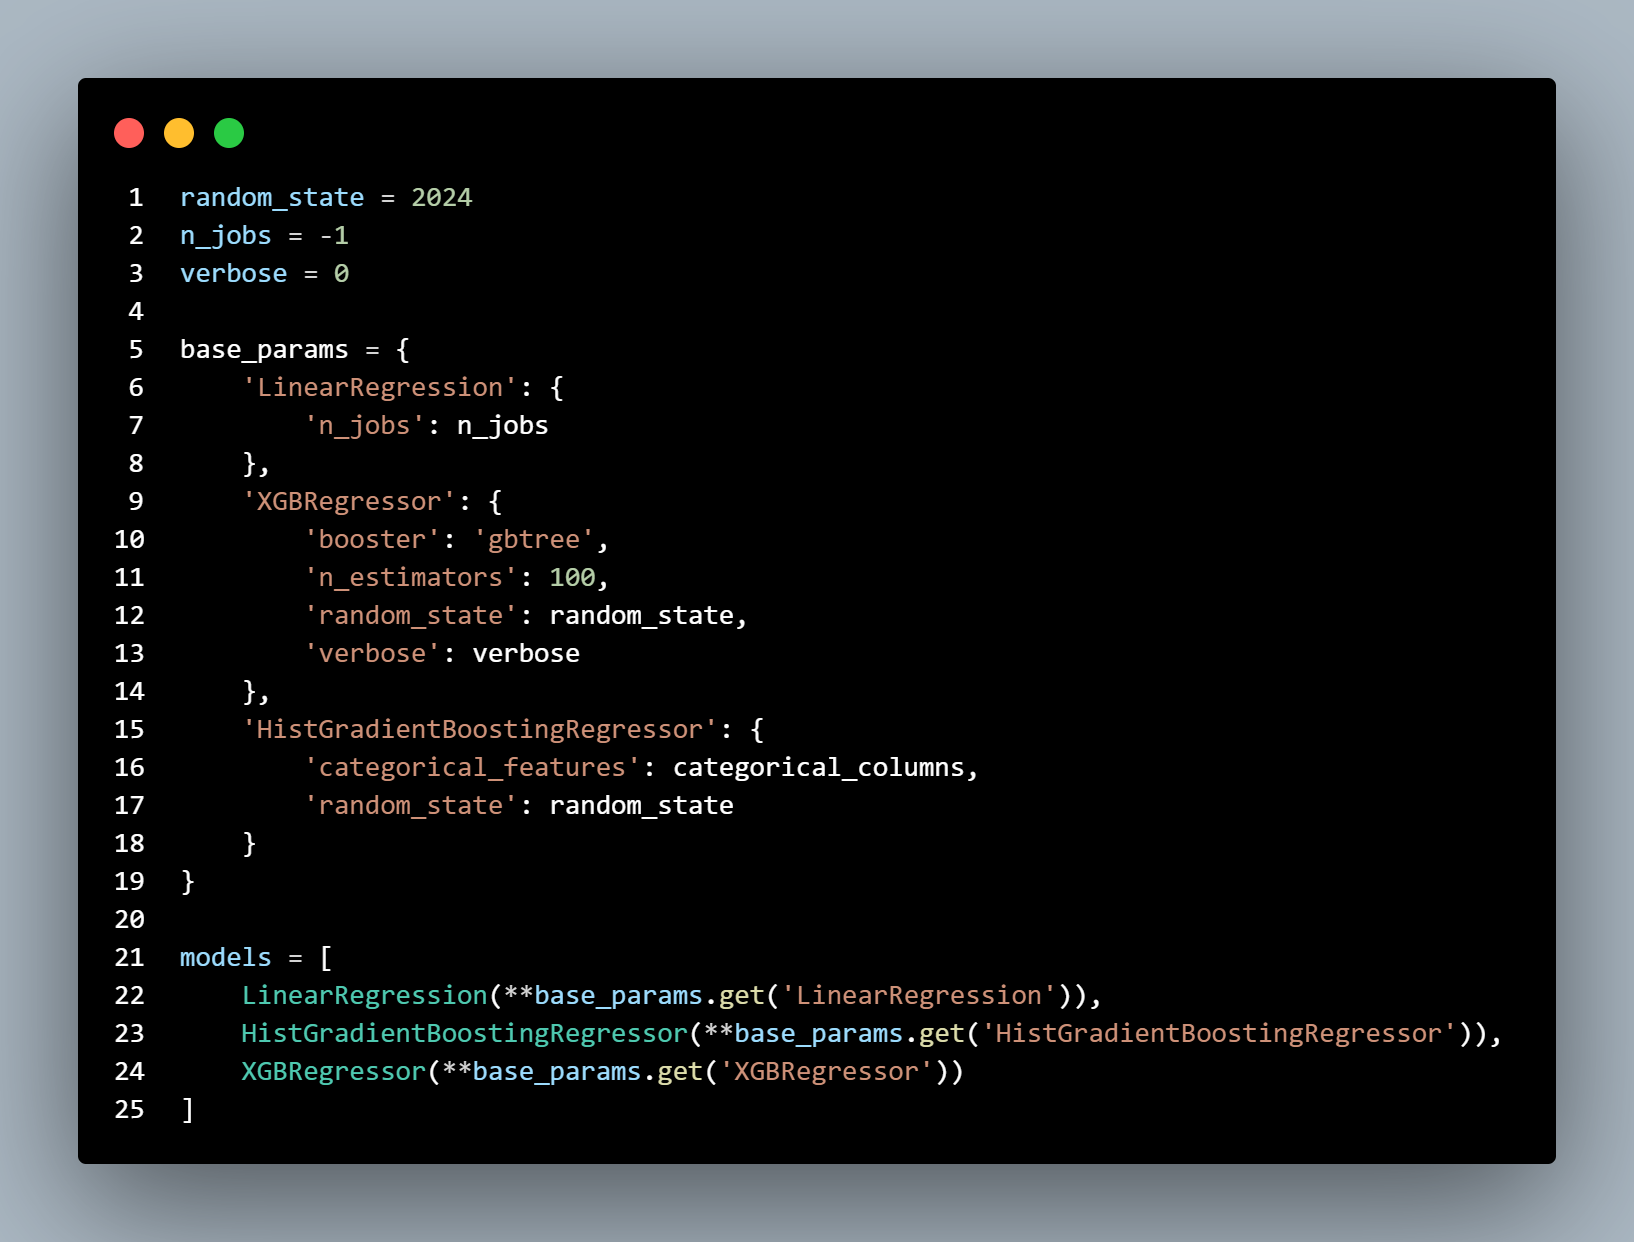 1 random_state = 2024
2 n_jobs = -1
3 verbose = 0
4
5 base_params = {
6     'LinearRegression': {
7         'n_jobs': n_jobs
8     },
9     'XGBRegressor': {
10         'booster': 'gbtree',
11         'n_estimators': 100,
12         'random_state': random_state,
13         'verbose': verbose
14     },
15     'HistGradientBoostingRegressor': {
16         'categorical_features': categorical_columns,
17         'random_state': random_state
18     }
19 }
20
21 models = [
22     LinearRegression(**base_params.get('LinearRegression')),
23     HistGradientBoostingRegressor(**base_params.get('HistGradientBoostingRegressor')),
24     XGBRegressor(**base_params.get('XGBRegressor'))
25 ]